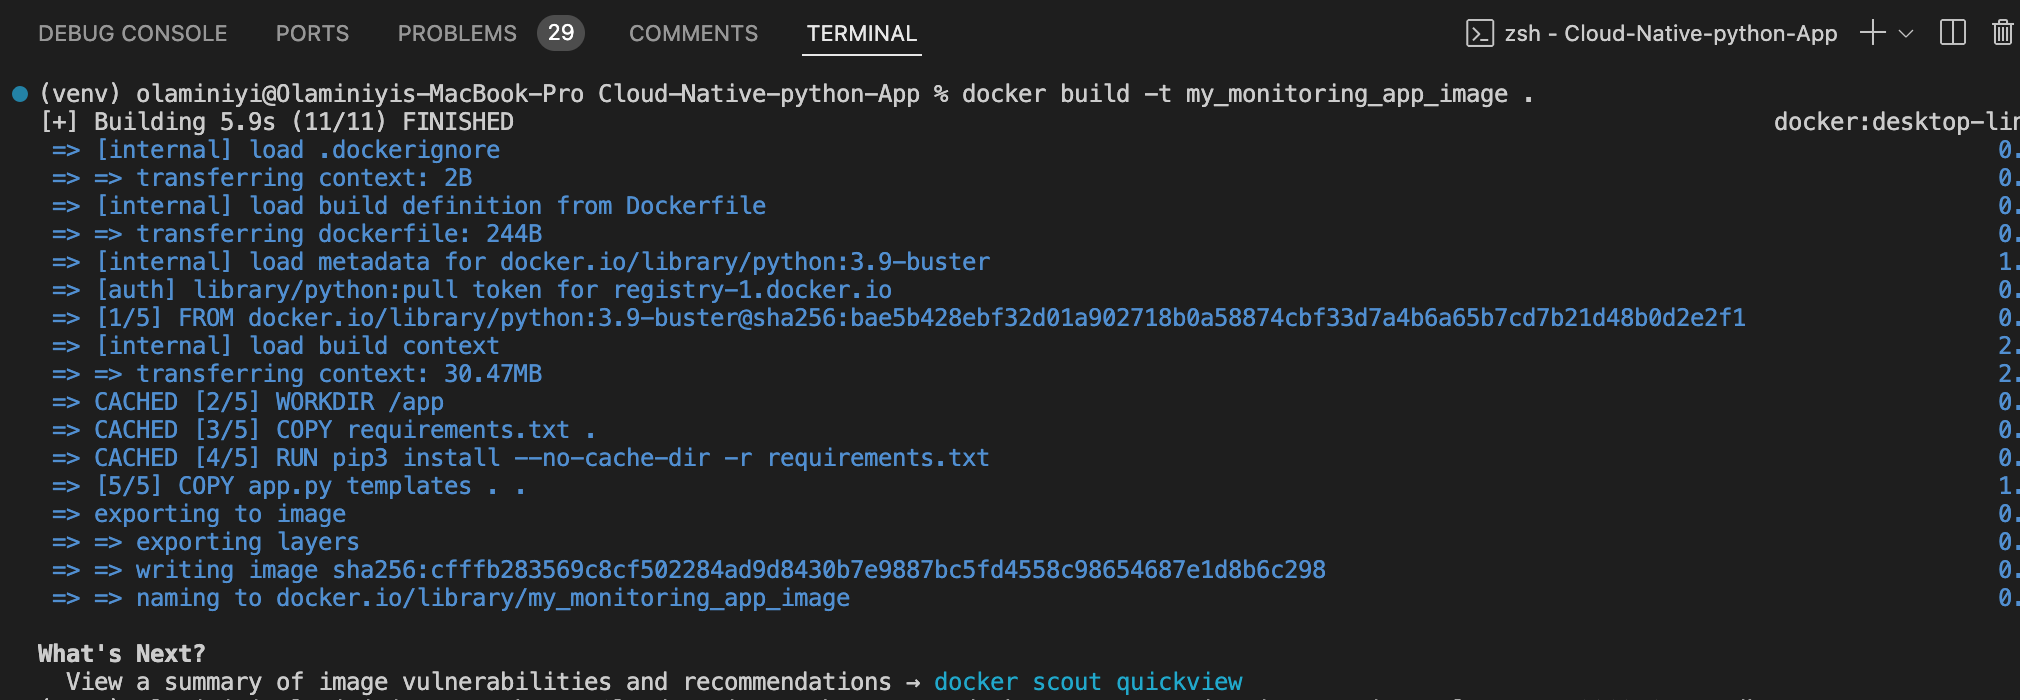 DEBUG CONSOLE PORTS PROBLEMS 29 COMMENTS TERMINAL zsh - Cloud-Native-python-App
(venv) olaminiyi@Olaminiyis-MacBook-Pro Cloud-Native-python-App % docker build -t my_monitoring_app_image .
[+] Building 5.9s (11/11) FINISHED docker:desktop-lin
=> [internal] load .dockerignore 0.
=> => transferring context: 2B 0.
=> [internal] load build definition from Dockerfile 0.
=> => transferring dockerfile: 244B 0.
=> [internal] load metadata for docker.io/library/python:3.9-buster 1.
=> [auth] library/python:pull token for registry-1.docker.io 0.
=> [1/5] FROM docker.io/library/python:3.9-buster@sha256:bae5b428ebf32d01a902718b0a58874cbf33d7a4b6a65b7cd7b21d48b0d2e2f1 0.
=> [internal] load build context 2.
=> => transferring context: 30.47MB 2.
=> CACHED [2/5] WORKDIR /app 0.
=> CACHED [3/5] COPY requirements.txt . 0.
=> CACHED [4/5] RUN pip3 install --no-cache-dir -r requirements.txt 0.
=> [5/5] COPY app.py templates . . 1.
=> exporting to image 0.
=> => exporting layers 0.
=> => writing image sha256:cfffb283569c8cf502284ad9d8430b7e9887bc5fd4558c98654687e1d8b6c298 0.
=> => naming to docker.io/library/my_monitoring_app_image 0.
What's Next?
View a summary of image vulnerabilities and recommendations → docker scout quickview